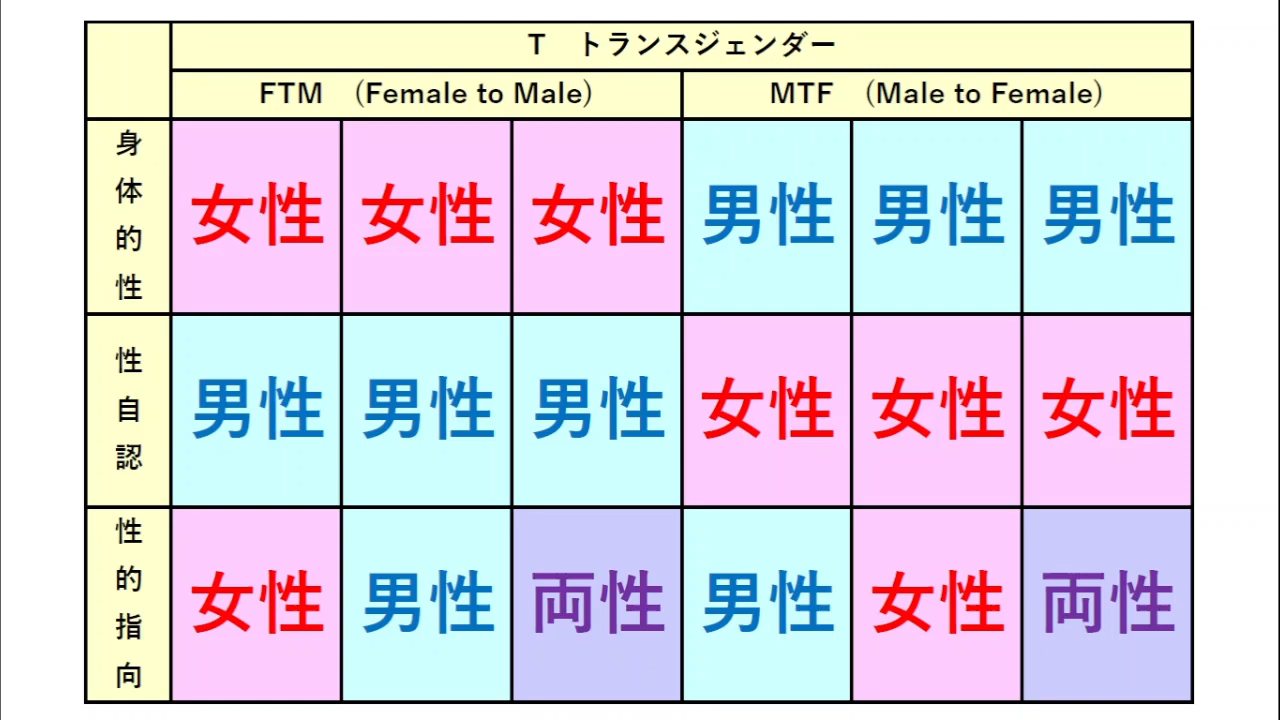 T　トランスジェンダー
FTM　（Female to Male）　MTF　（Male to Female）
身体的性　女性　女性　女性　男性　男性　男性
性自認　男性　男性　男性　女性　女性　女性
性的指向　女性　男性　両性　男性　女性　両性